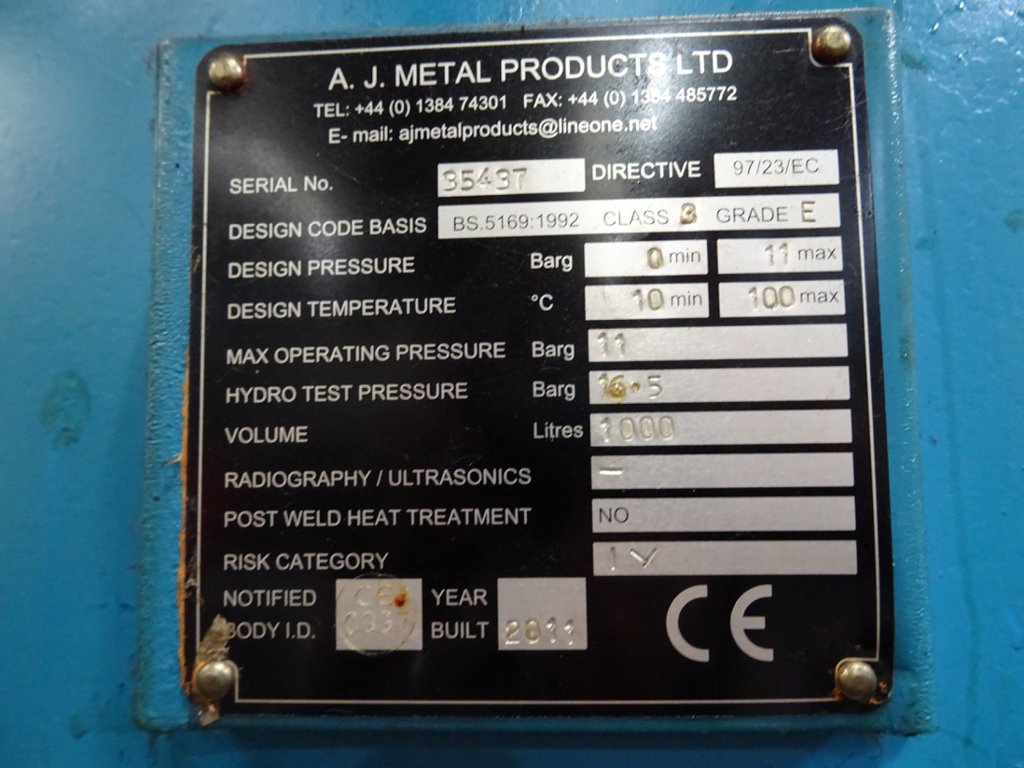 A. J. METAL PRODUCTS LTD
TEL: +44 (0) 1384 74301 FAX: +44 (0) 1384 485772
E- mail: ajmetalproducts@lineone.net
SERIAL No. 35437 DIRECTIVE 97/23/EC
DESIGN CODE BASIS BS.5169:1992 CLASS 3 GRADE E
DESIGN PRESSURE Barg 0 min 11 max
DESIGN TEMPERATURE °C 10 min 100 max
MAX OPERATING PRESSURE Barg 11
HYDRO TEST PRESSURE Barg 16.5
VOLUME Litres 1000
RADIOGRAPHY / ULTRASONICS –
POST WELD HEAT TREATMENT NO
RISK CATEGORY IV
NOTIFIED CE YEAR
BODY I.D. 0037 BUILT 2011
CE